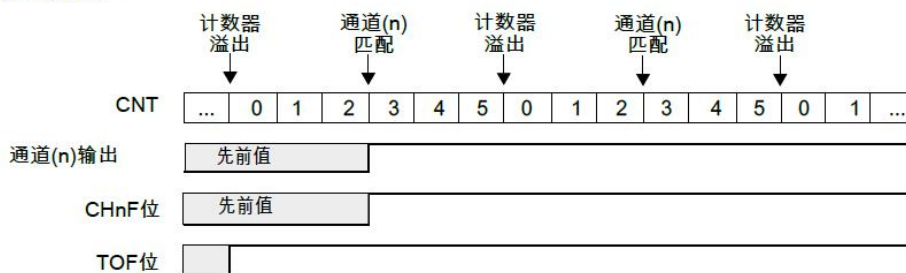 计数器
溢出
通道(n)
匹配
计数器
溢出
通道(n)
匹配
计数器
溢出
CNT ... 0 1 2 3 4 5 0 1 2 3 4 5 0 1 ...
通道(n)输出 先前值
CHnF位 先前值
TOF位